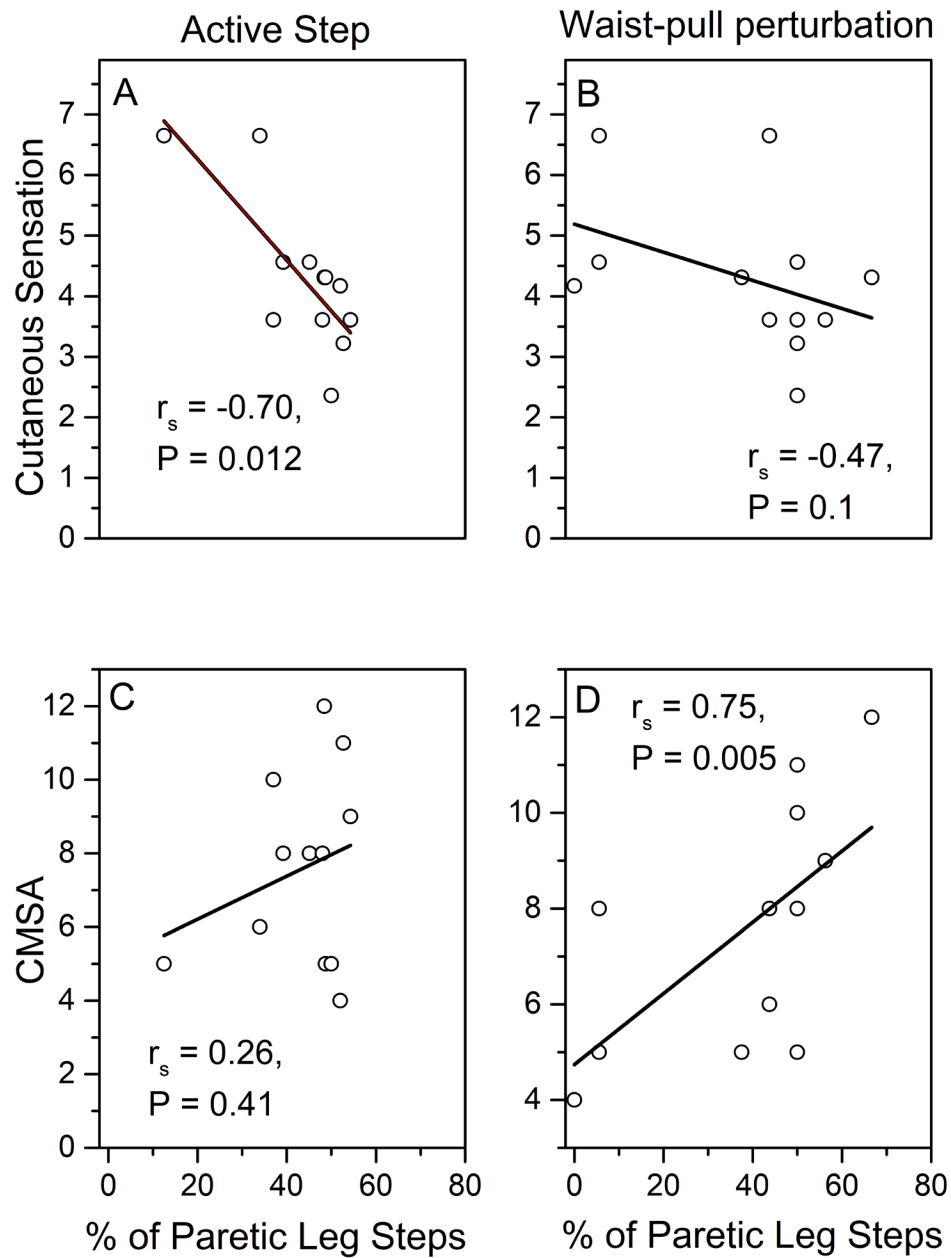 Active Step
Waist-pull perturbation
A
B
Cutaneous Sensation
7
6
5
4
3
2
1
0
7
6
5
4
3
2
1
0
rs = -0.70,
P = 0.012
rs = -0.47,
P = 0.1
C
D
CMSA
12
10
8
6
4
2
0
12
10
8
6
4
rs = 0.26,
P = 0.41
rs = 0.75,
P = 0.005
0 20 40 60 80
0 20 40 60 80
% of Paretic Leg Steps
% of Paretic Leg Steps